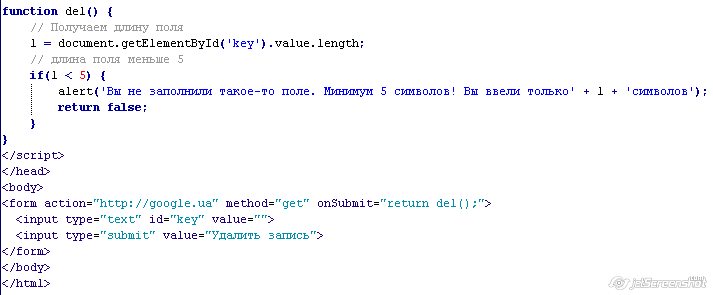 function del() {
// Получаем длину поля
l = document.getElementById('key').value.length;
// длина поля меньше 5
if(l < 5) {
alert('Вы не заполнили такое-то поле. Минимум 5 символов! Вы ввели только' + l + 'символов');
return false;
}
}
</script>
</head>
<body>
<form action="http://google.ua" method="get" onSubmit="return del();">
<input type="text" id="key" value="">
<input type="submit" value="Удалить запись">
</form>
</body>
</html>
jetScreenshot
.com